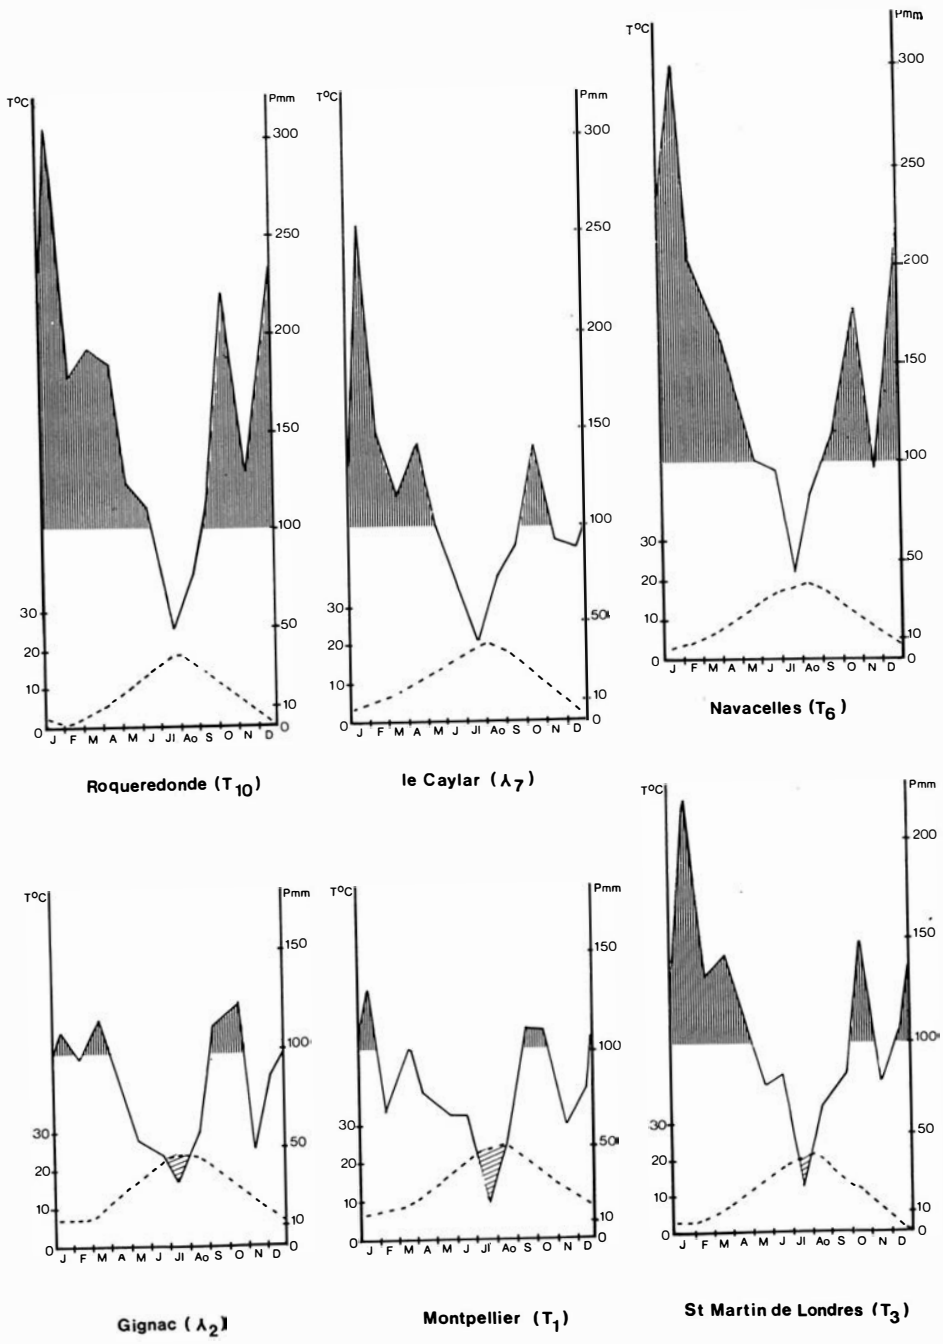 T°C
Pmm
300
250
200
150
100
50
10
0
30
20
10
0
J F M A M J Jl Ao S O N D
Roqueredonde (T10)
T°C
Pmm
300
250
200
150
100
50
10
0
30
20
10
0
J F M A M J Jl Ao S O N D
le Caylar (λ7)
T°C
Pmm
300
250
200
150
100
50
10
0
30
20
10
0
J F M A M J Jl Ao S O N D
Navacelles (T6)
T°C
Pmm
150
100
50
10
0
30
20
10
0
J F M A M J Jl Ao S O N D
Gignac (λ2)
T°C
Pmm
150
100
50
10
0
30
20
10
0
J F M A M J Jl Ao S O N D
Montpellier (T1)
T°C
Pmm
200
150
100
50
10
0
30
20
10
0
J F M A M J Jl Ao S O N D
St Martin de Londres (T3)